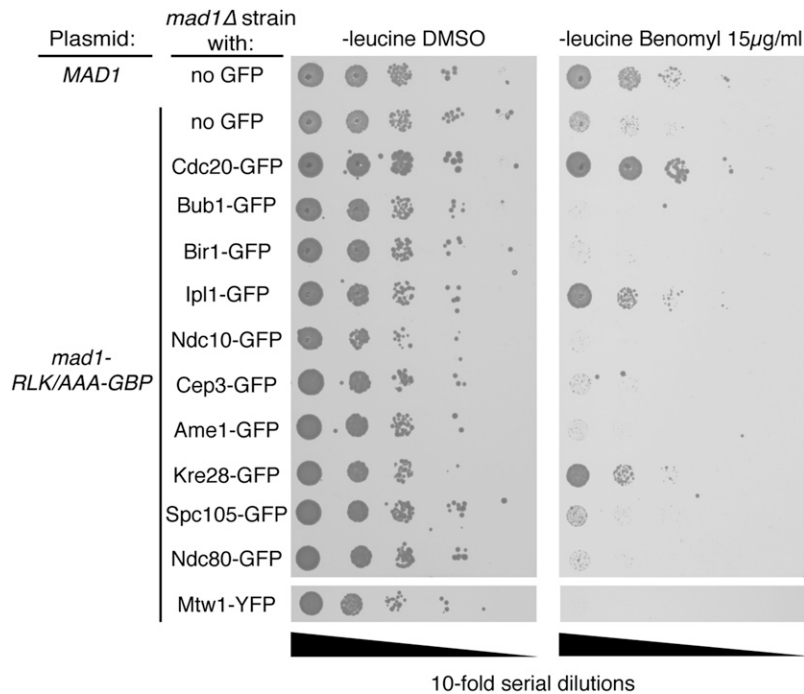 Plasmid:
mad1Δ strain
with:
-leucine DMSO
-leucine Benomyl 15µg/ml
MAD1
no GFP
no GFP
Cdc20-GFP
Bub1-GFP
Bir1-GFP
Ipl1-GFP
Ndc10-GFP
mad1-
RLK/AAA-GBP
Cep3-GFP
Ame1-GFP
Kre28-GFP
Spc105-GFP
Ndc80-GFP
Mtw1-YFP
10-fold serial dilutions